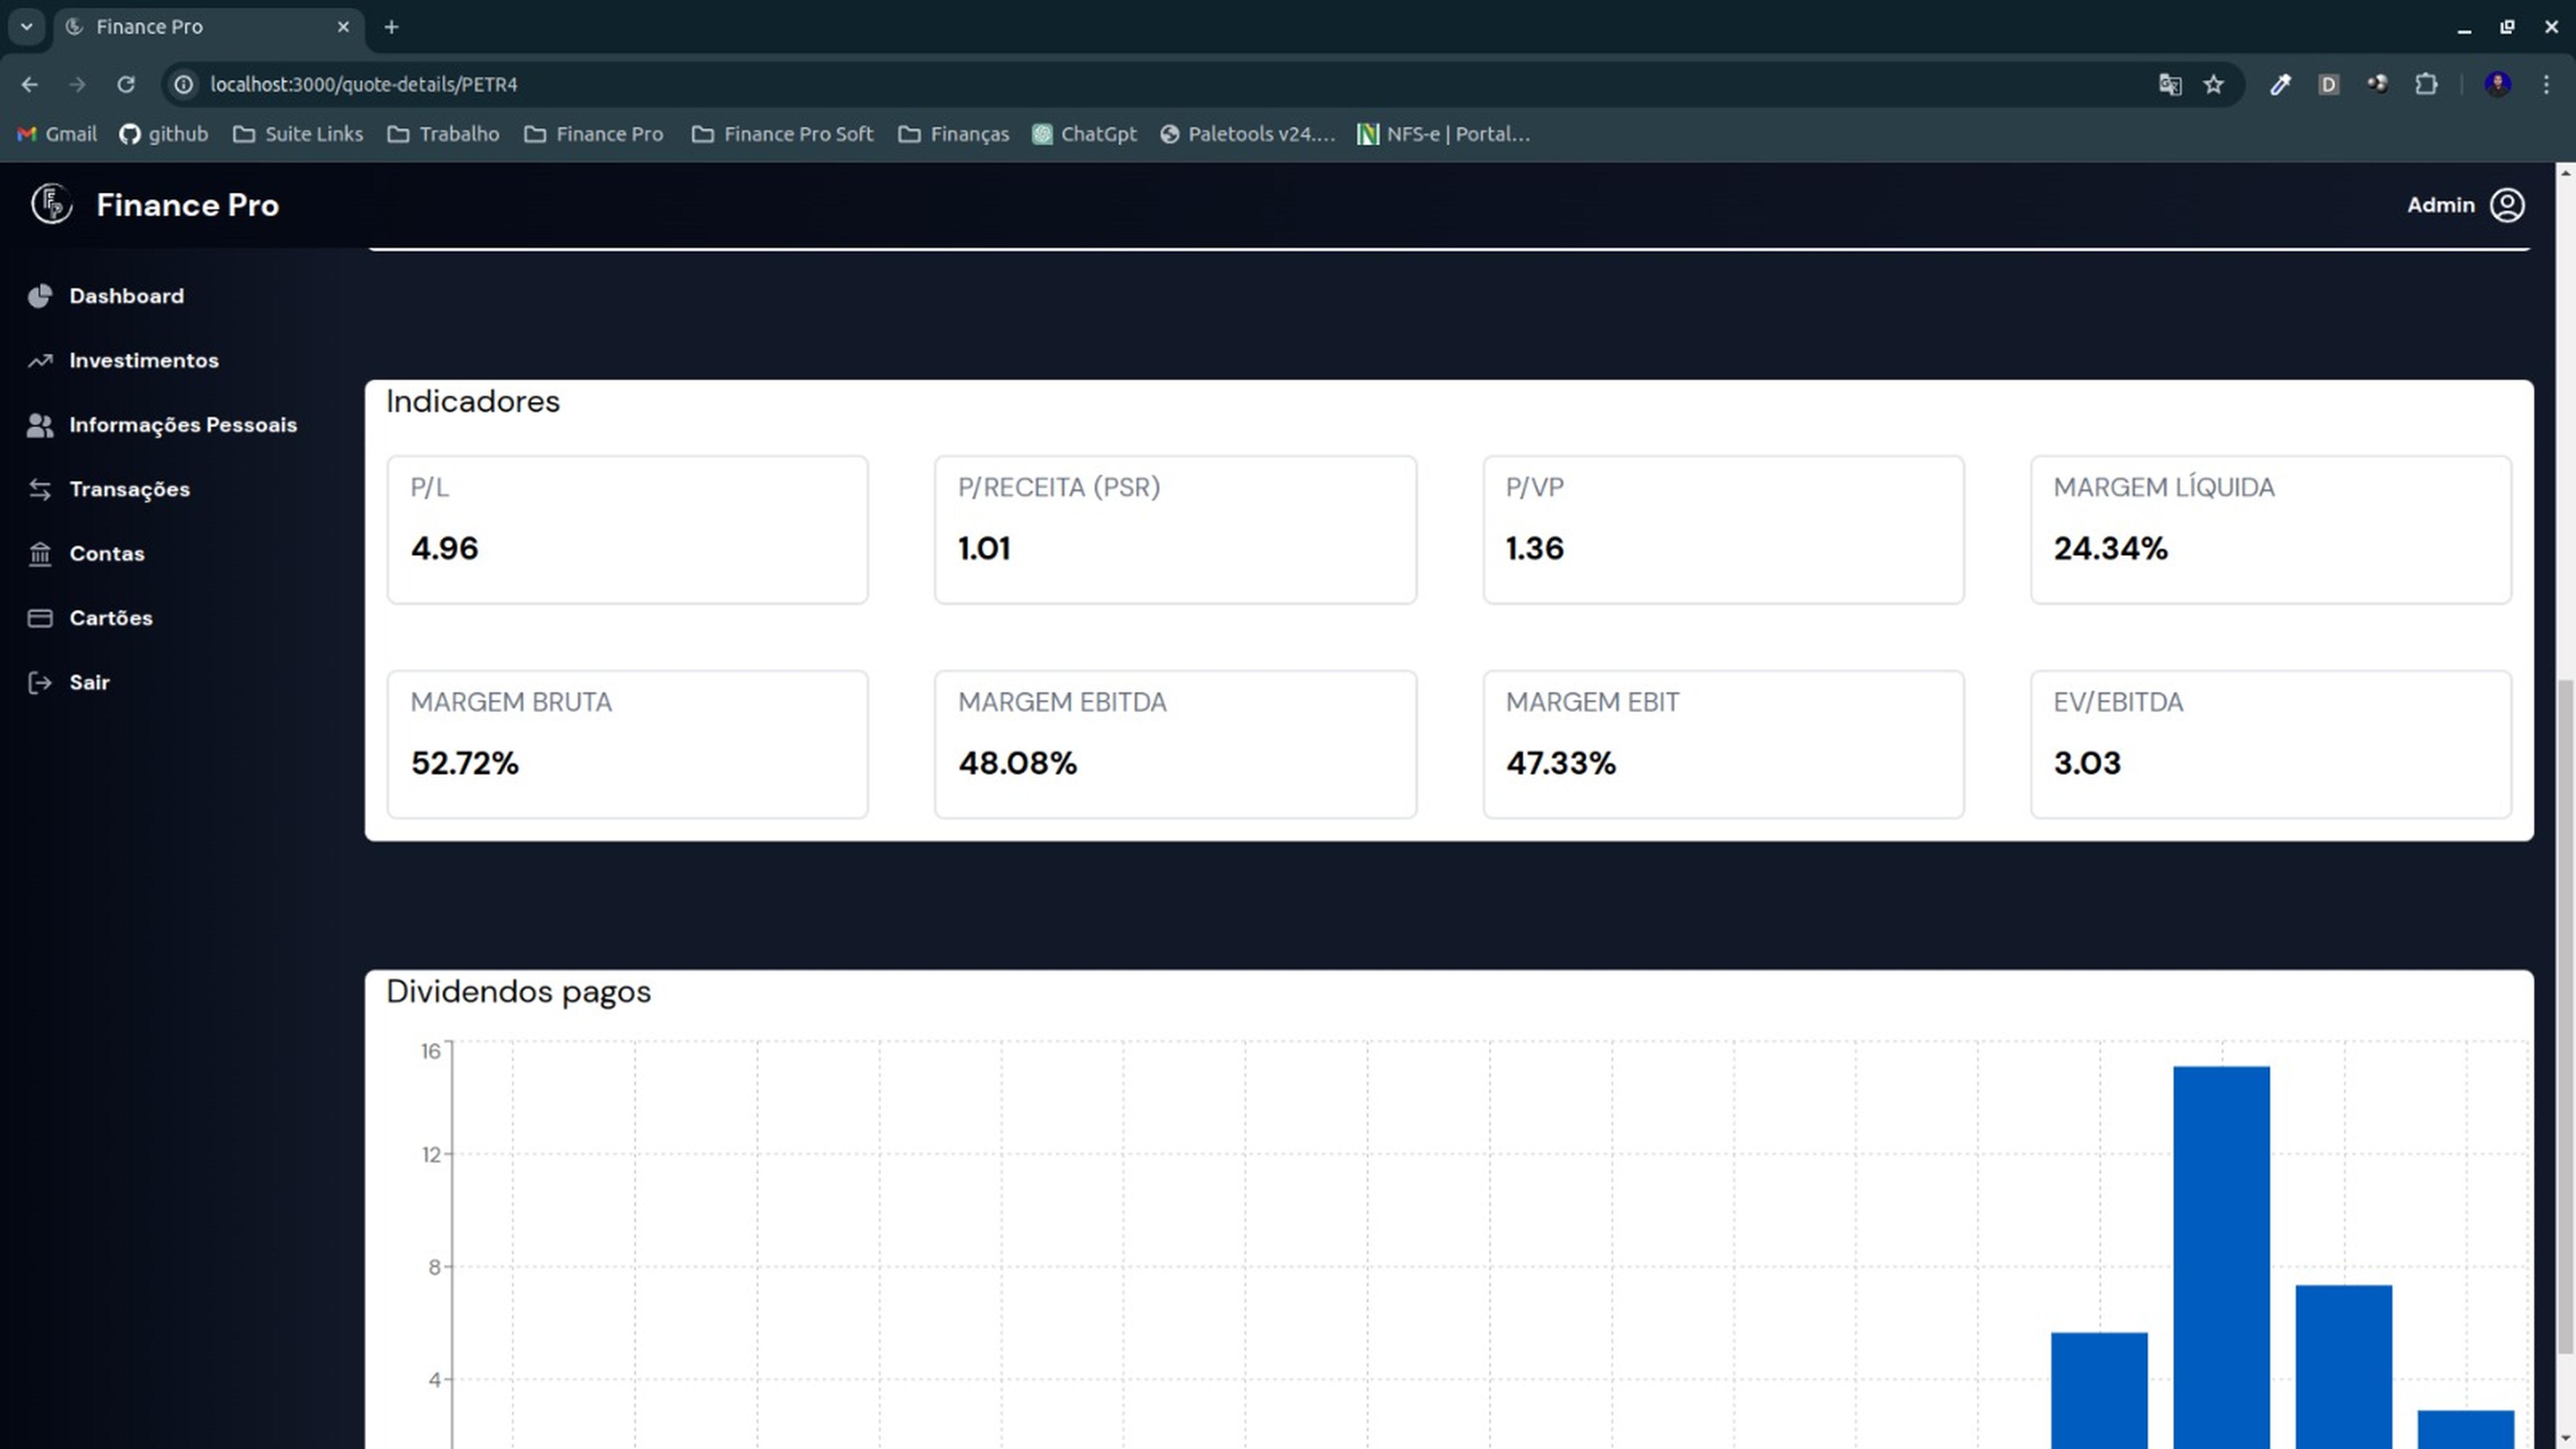 Finance Pro
localhost:3000/quote-details/PETR4
D
Gmail github Suite Links Trabalho Finance Pro Finance Pro Soft Finanças ChatGpt Paletools v24.... NFS-e | Portal...
Finance Pro
Admin
Dashboard
Investimentos
Informações Pessoais
Transações
Contas
Cartões
Sair
Indicadores
P/L P/RECEITA (PSR) P/VP MARGEM LÍQUIDA
4.96 1.01 1.36 24.34%
MARGEM BRUTA MARGEM EBITDA MARGEM EBIT EV/EBITDA
52.72% 48.08% 47.33% 3.03
Dividendos pagos
16
12
8
4